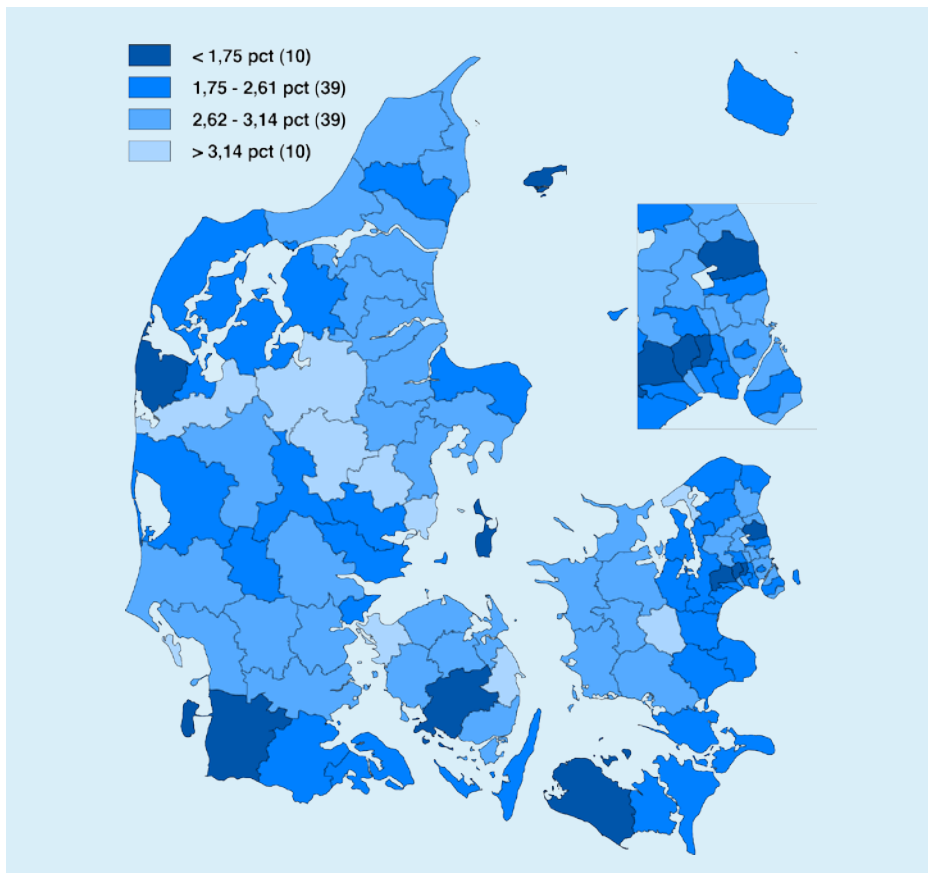 < 1,75 pct (10)
1,75 - 2,61 pct (39)
2,62 - 3,14 pct (39)
> 3,14 pct (10)